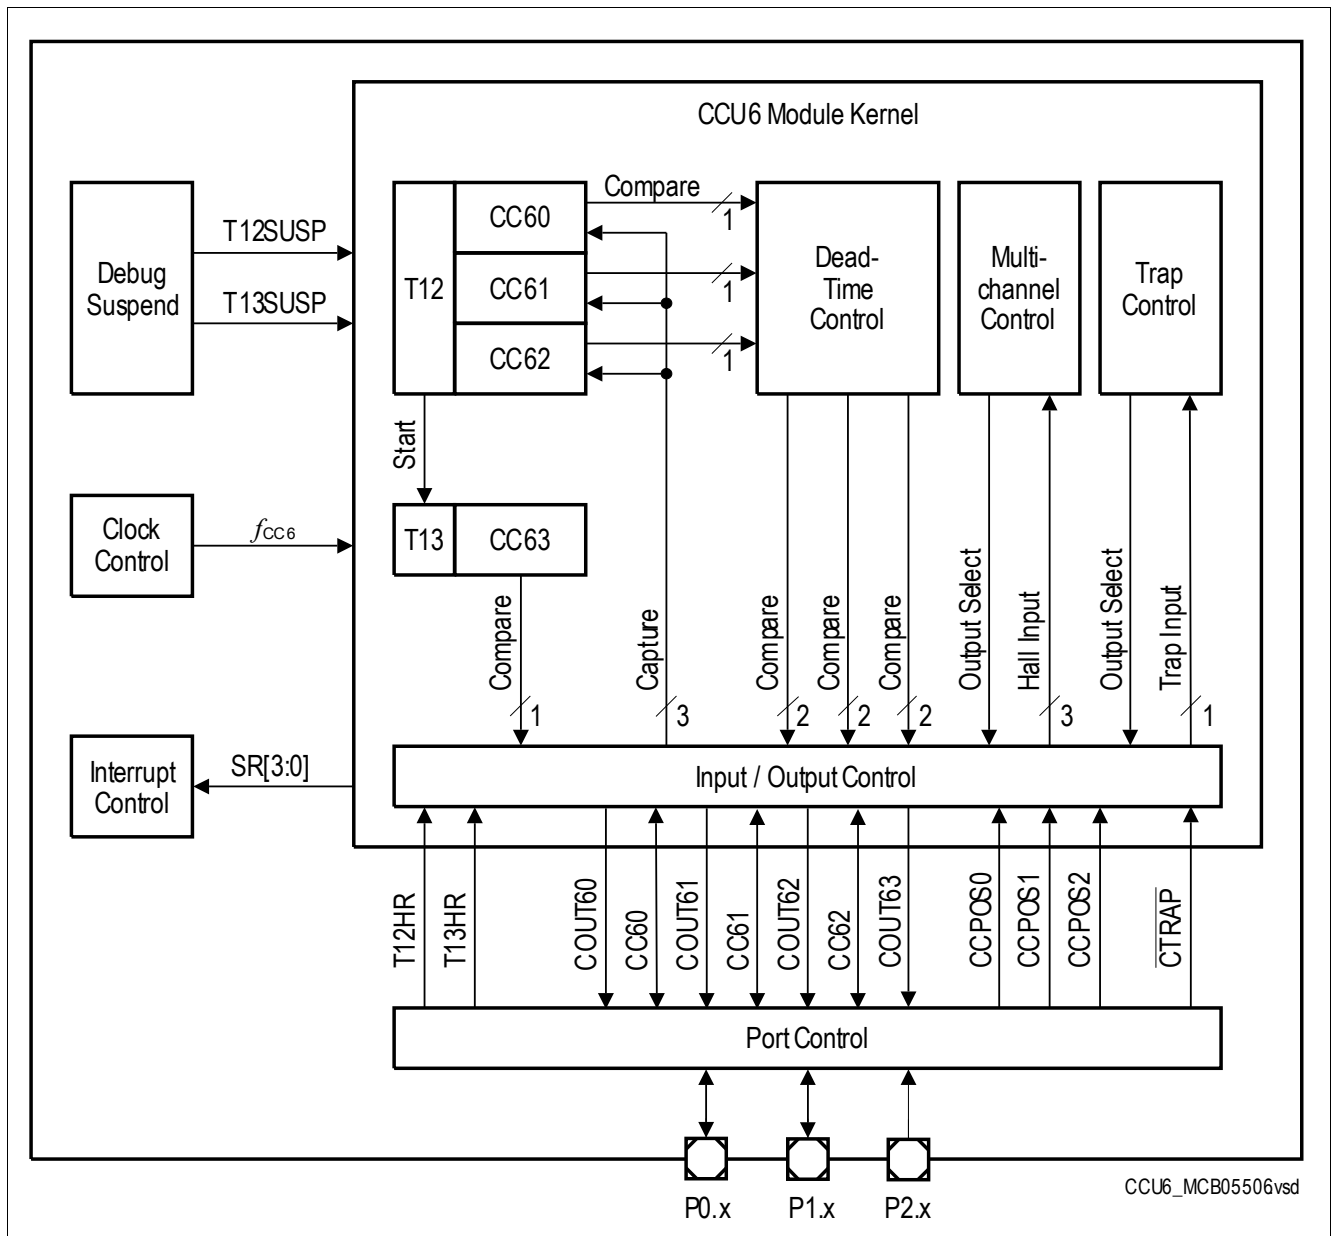 CCU6 Module Kernel
Debug
Suspend
T12SUSP
T13SUSP
T12
CC60
CC61
CC62
Compare
1
1
1
Dead-
Time
Control
Multi-
channel
Control
Trap
Control
Start
T13
CC63
Clock
Control
fCC6
Compare
1
Capture
3
Compare
2
Compare
2
Compare
2
Output Select
Hall Input
3
Output Select
Trap Input
1
Interrupt
Control
SR[3:0]
Input / Output Control
T12HR
T13HR
COUT60
CC60
COUT61
CC61
COUT62
CC62
COUT63
CCPOS0
CCPOS1
CCPOS2
CTRAP
Port Control
P0.x
P1.x
P2.x
CCU6_MCB05506.vsd